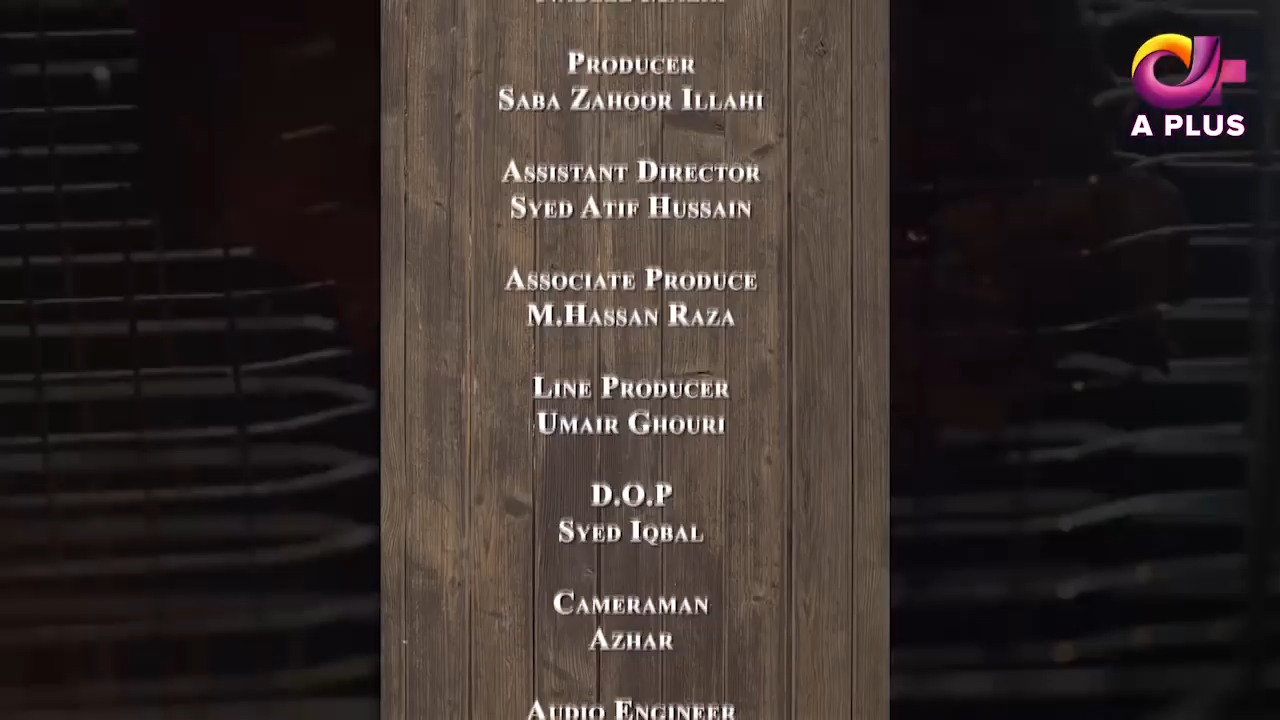 Producer
Saba Zahoor Illahi
Assistant Director
Syed Atif Hussain
Associate Produce
M.Hassan Raza
Line Producer
Umair Ghouri
D.O.P
Syed Iqbal
Cameraman
Azhar
Audio Engineer
A PLUS